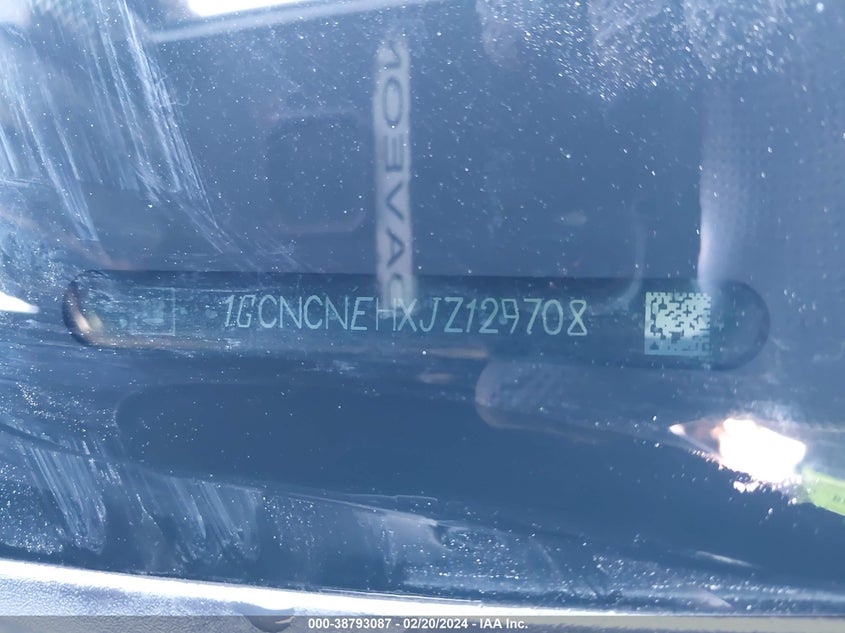 1GCNCNEHXJZ129708
000-38793087 - 02/20/2024 - IAA Inc.